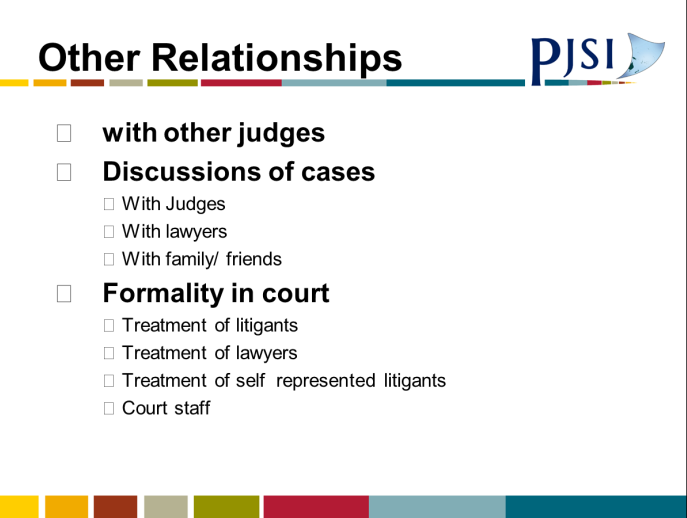 Other Relationships
PJSI
with other judges
Discussions of cases
With Judges
With lawyers
With family/ friends
Formality in court
Treatment of litigants
Treatment of lawyers
Treatment of self represented litigants
Court staff